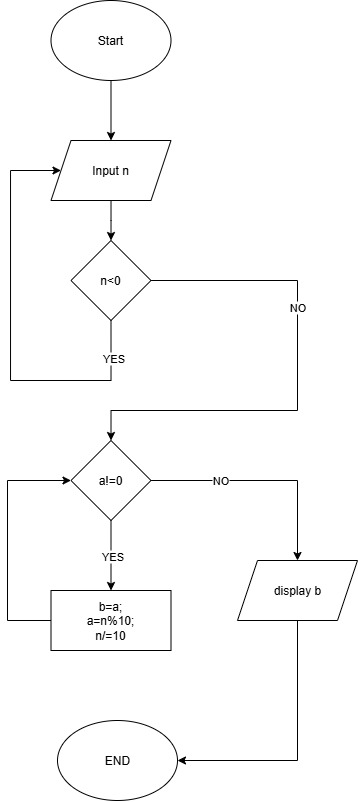 Start
Input n
n<0
NO
YES
a!=0
NO
YES
b=a;
a=n%10;
n/=10
display b
END